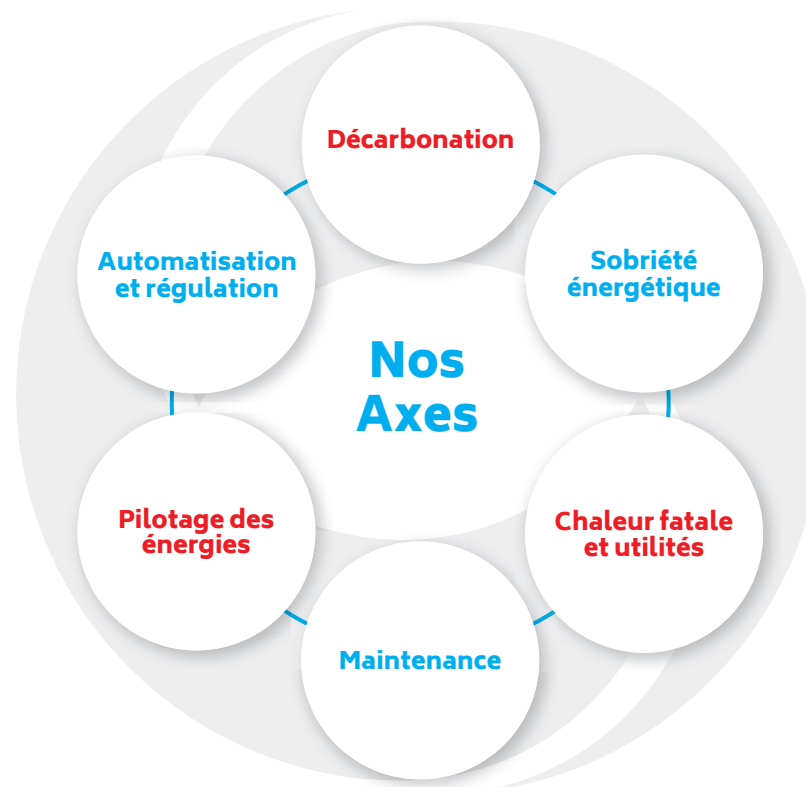 Décarbonation
Sobriété
énergétique
Chaleur fatale
et utilités
Maintenance
Pilotage des
énergies
Automatisation
et régulation
Nos
Axes